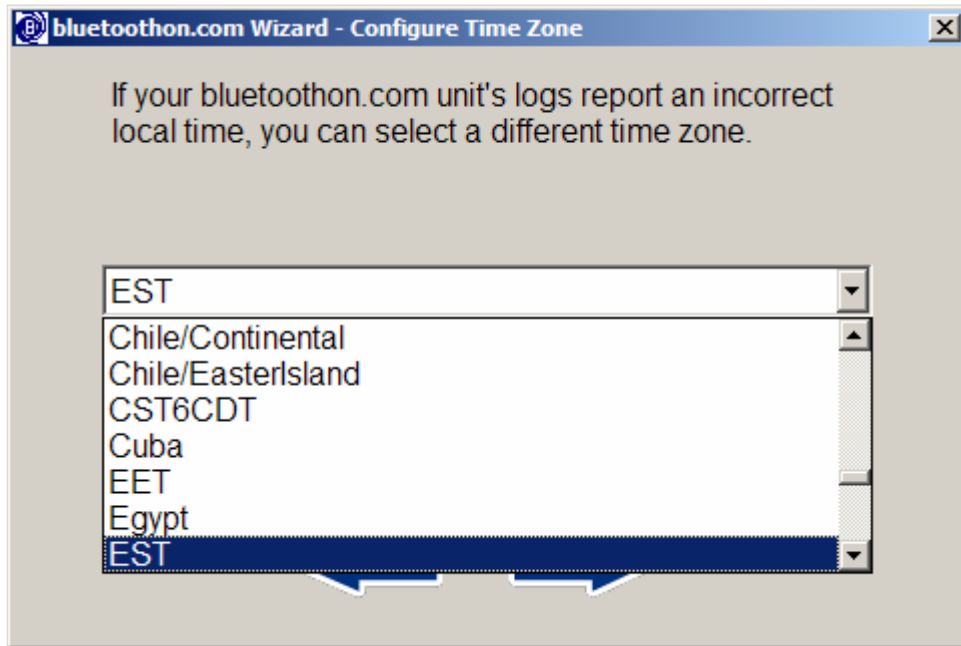 bluetoothon.com Wizard - Configure Time Zone
If your bluetoothon.com unit's logs report an incorrect
local time, you can select a different time zone.
EST
Chile/Continental
Chile/EasterIsland
CST6CDT
Cuba
EET
Egypt
EST